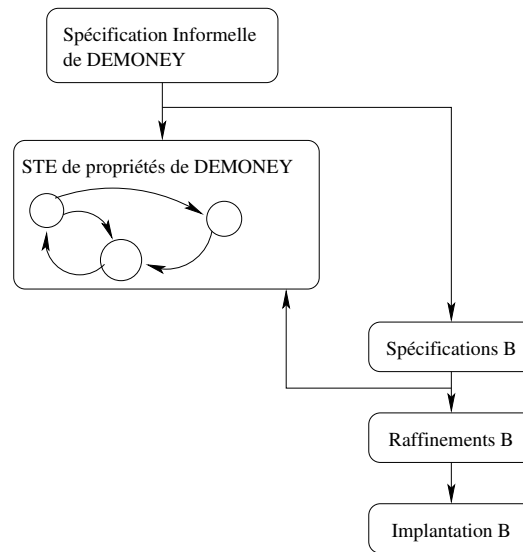 Spécification Informelle
de DEMONEY
STE de propriétés de DEMONEY
Spécifications B
Raffinements B
Implantation B